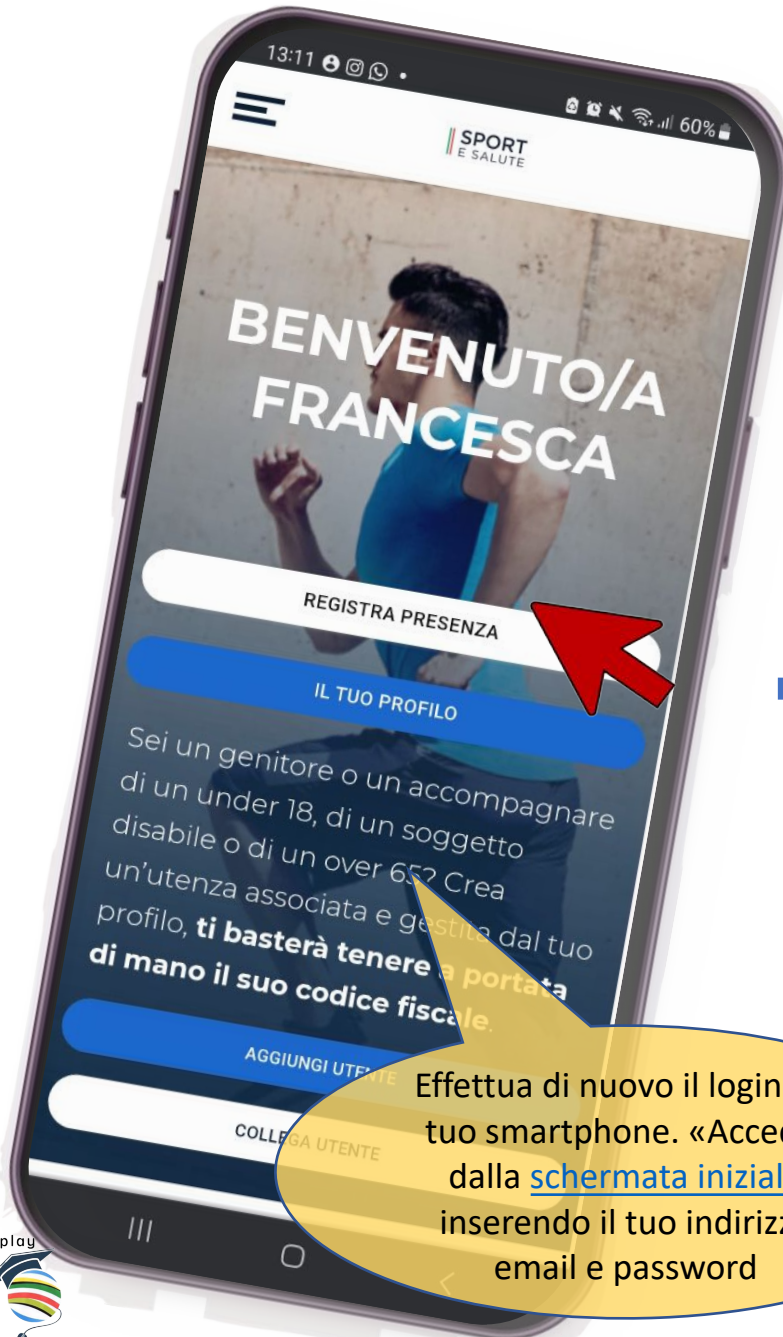 13:11
60%
SPORT
E SALUTE
BENVENUTO/A
FRANCESCA
REGISTRA PRESENZA
IL TUO PROFILO
Sei un genitore o un accompagnare
di un under 18, di un soggetto
disabile o di un over 65? Crea
un'utenza associata e gestita dal tuo
profilo, ti basterà tenere a portata
di mano il suo codice fiscale.
AGGIUNGI UTENTE
COLLEGA UTENTE
Effettua di nuovo il login
tuo smartphone. «Acced
dalla schermata inizial
inserendo il tuo indirizz
email e password
play